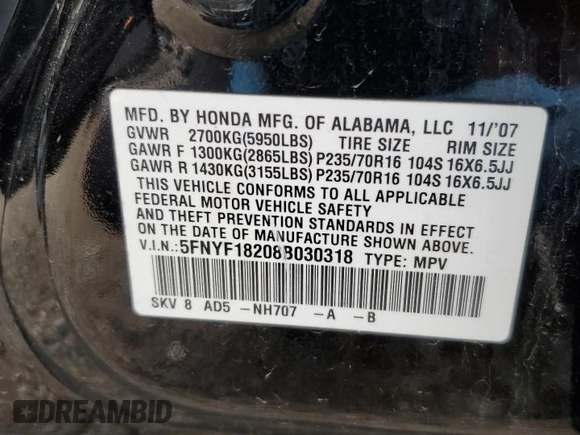 MFD. BY HONDA MFG. OF ALABAMA, LLC 11/'07
GVWR 2700KG(5950LBS) TIRE SIZE RIM SIZE
GAWR F 1300KG(2865LBS) P235/70R16 104S 16X6.5JJ
GAWR R 1430KG(3155LBS) P235/70R16 104S 16X6.5JJ
THIS VEHICLE CONFORMS TO ALL APPLICABLE
FEDERAL MOTOR VEHICLE SAFETY
AND THEFT PREVENTION STANDARDS IN EFFECT
ON THE DATE OF MANUFACTURE SHOWN ABOVE.
V.I.N.:5FNYF18208B030318 TYPE: MPV
SKV 8 AD5 -NH707 -A -B
DREAMBID